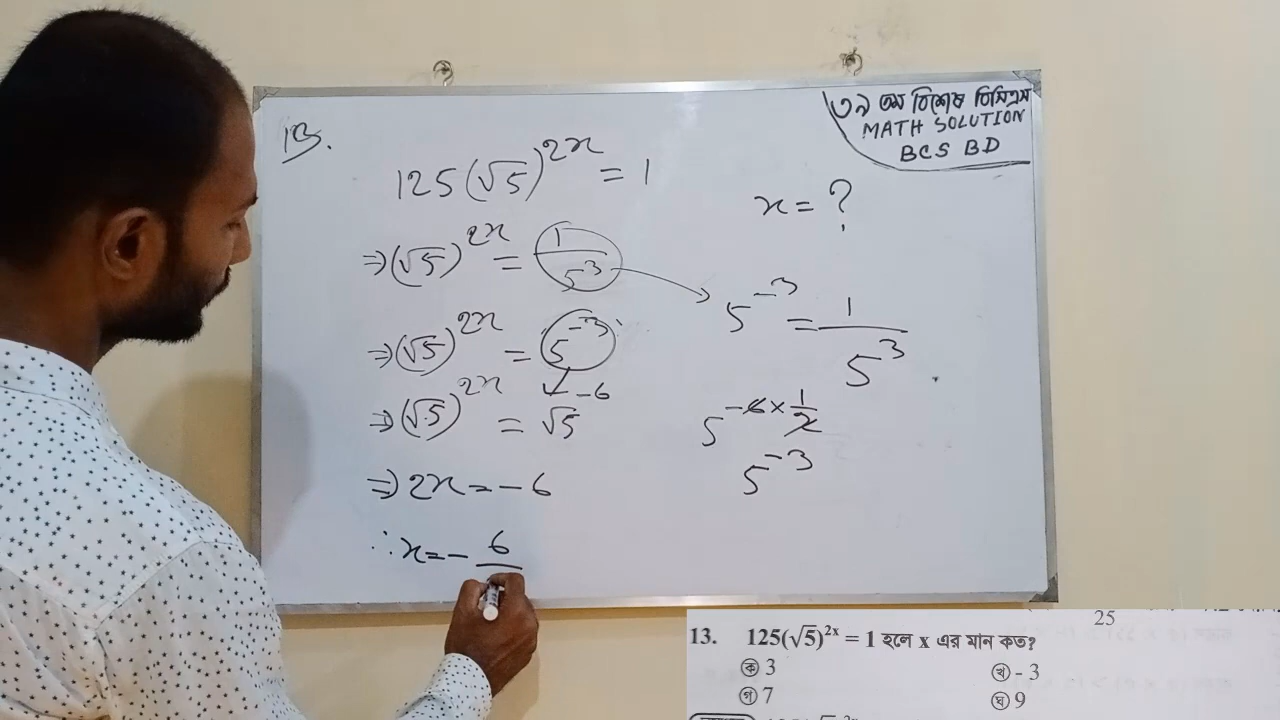 ৩৯ তম বিশেষ বিসিএস
MATH SOLUTION
BCS BD
13.
125(√5)^2x = 1
x = ?
⇒(√5)^2x = 1/5^3
5^-3 = 1/5^3
⇒(√5)^2x = 5^-3
⇒(√5)^2x = √5^-6
5^-6×1/2
5^-3
⇒2x = -6
∴x = - 6
25
13. 125(√5)^2x = 1 হলে x এর মান কত?
ক 3 খ - 3
গ 7 ঘ 9